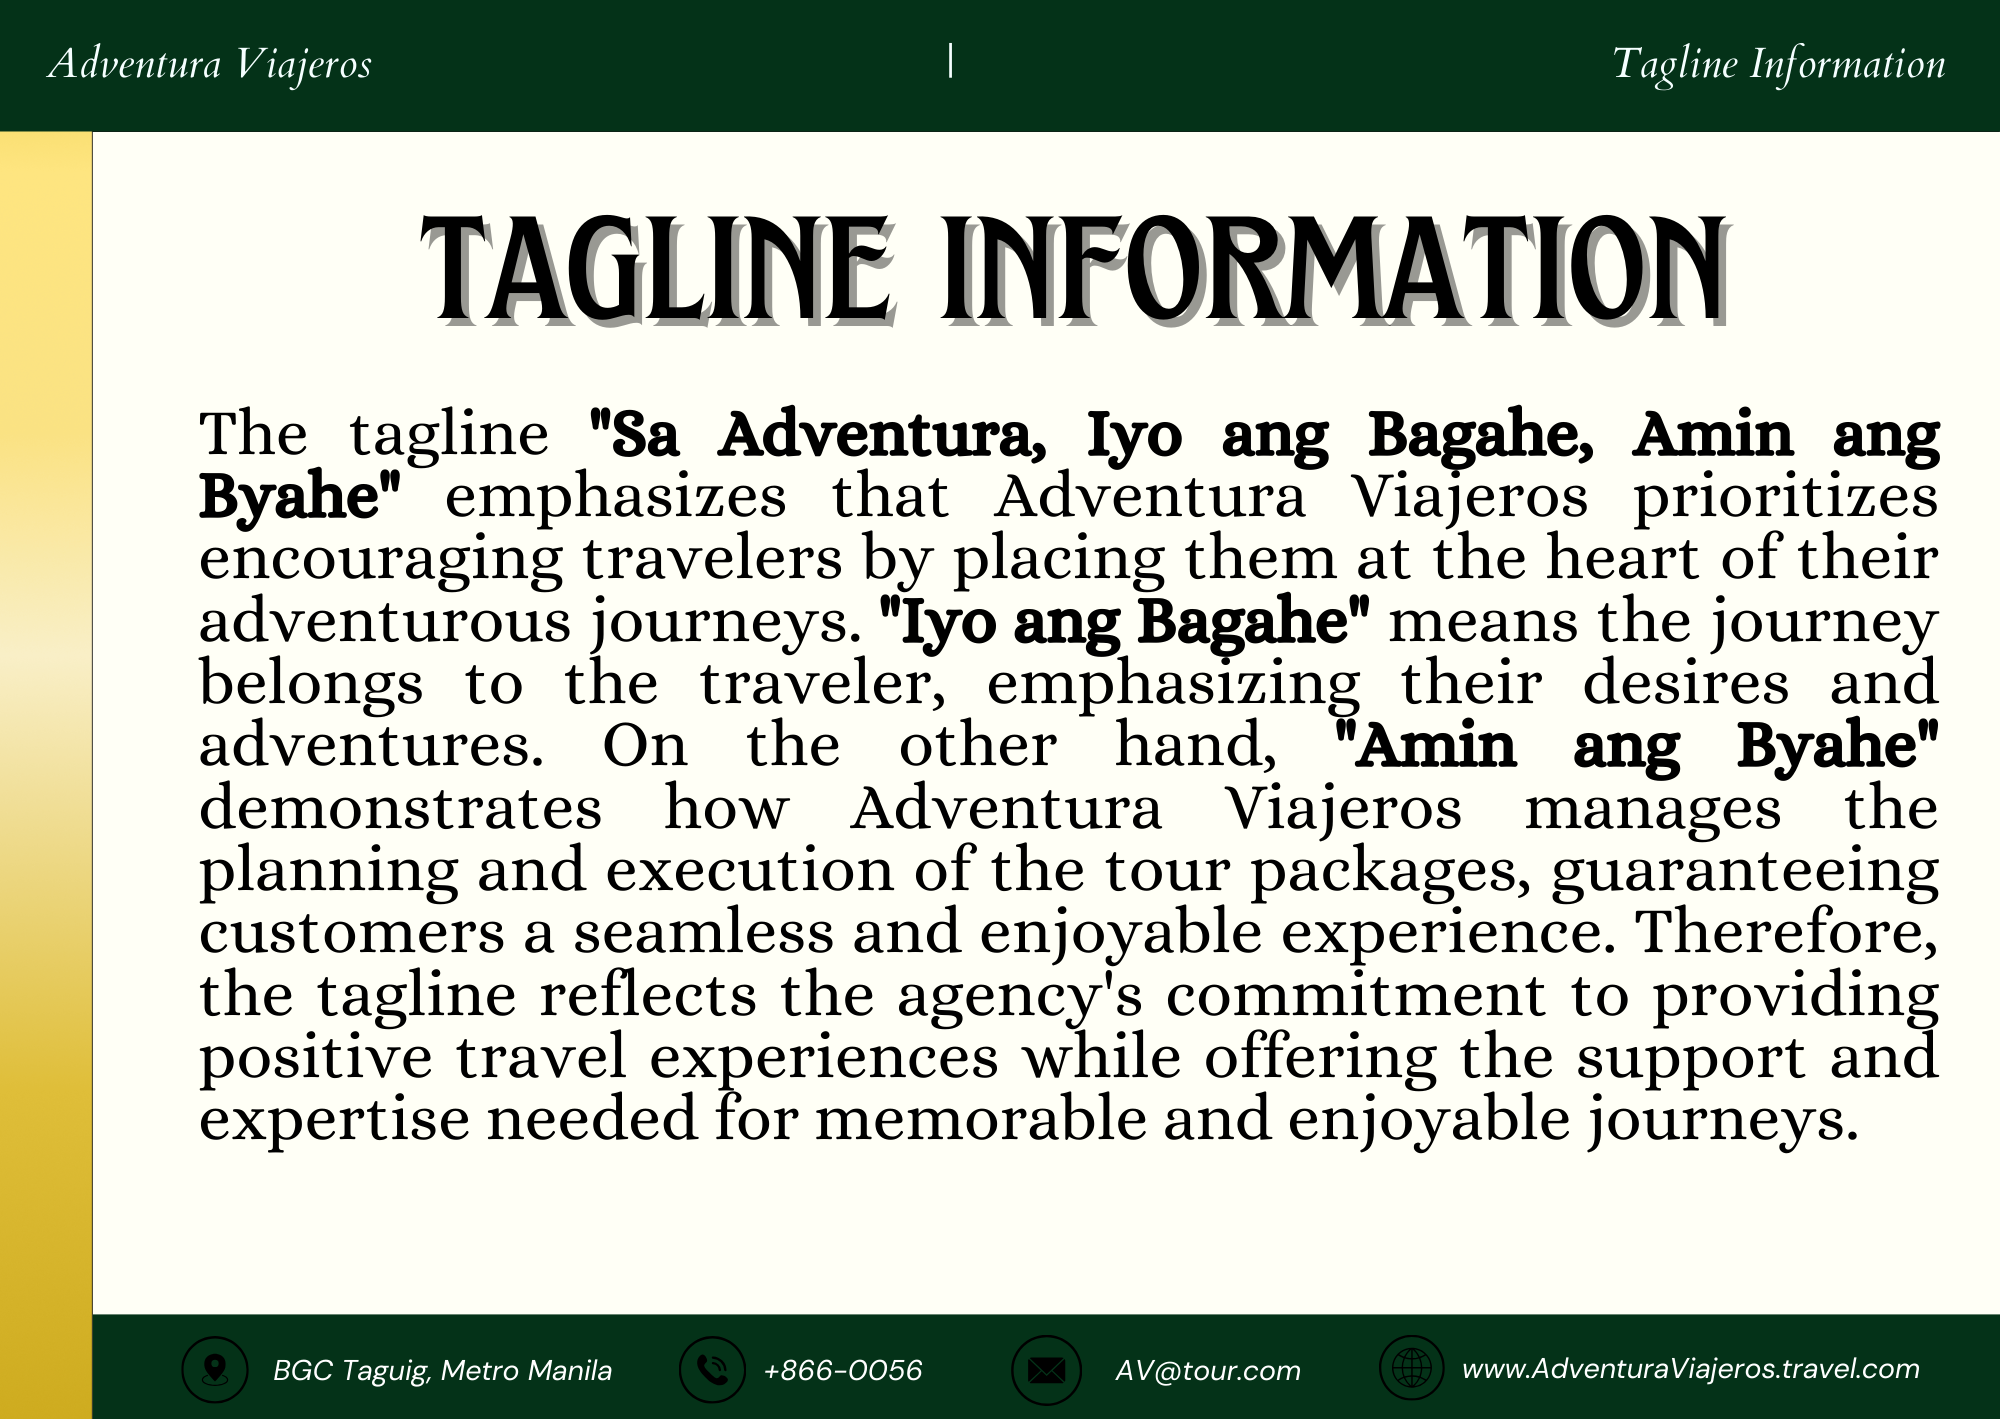 Adventura Viajeros | Tagline Information
TAGLINE INFORMATION
The tagline "Sa Adventura, Iyo ang Bagahe, Amin ang
Byahe" emphasizes that Adventura Viajeros prioritizes
encouraging travelers by placing them at the heart of their
adventurous journeys. "Iyo ang Bagahe" means the journey
belongs to the traveler, emphasizing their desires and
adventures. On the other hand, "Amin ang Byahe"
demonstrates how Adventura Viajeros manages the
planning and execution of the tour packages, guaranteeing
customers a seamless and enjoyable experience. Therefore,
the tagline reflects the agency's commitment to providing
positive travel experiences while offering the support and
expertise needed for memorable and enjoyable journeys.
BGC Taguig, Metro Manila +866-0056 AV@tour.com www.AdventuraViajeros.travel.com